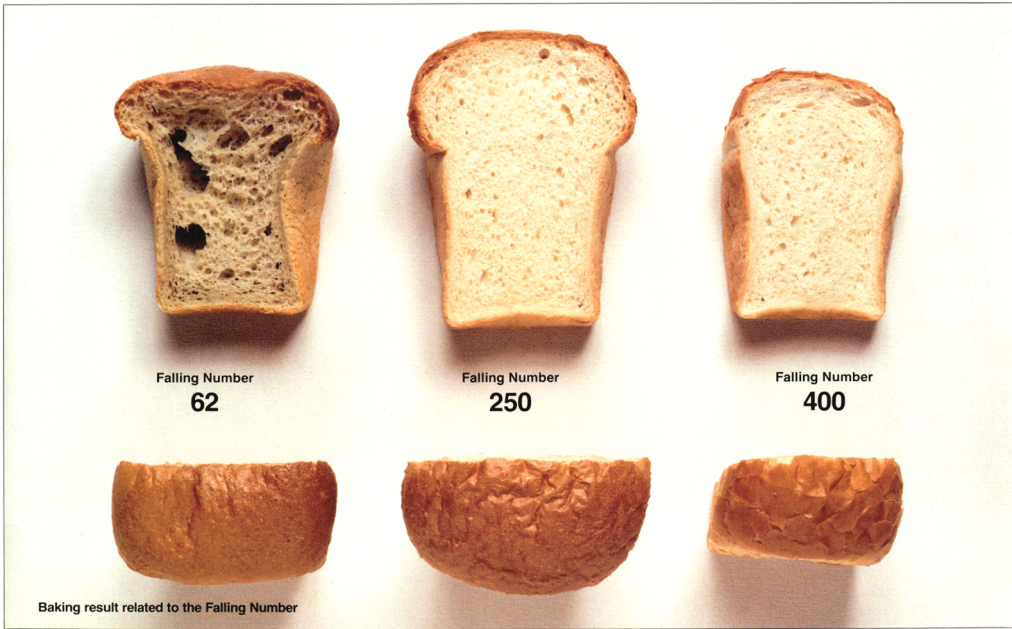 Falling Number
62
Falling Number
250
Falling Number
400
Baking result related to the Falling Number